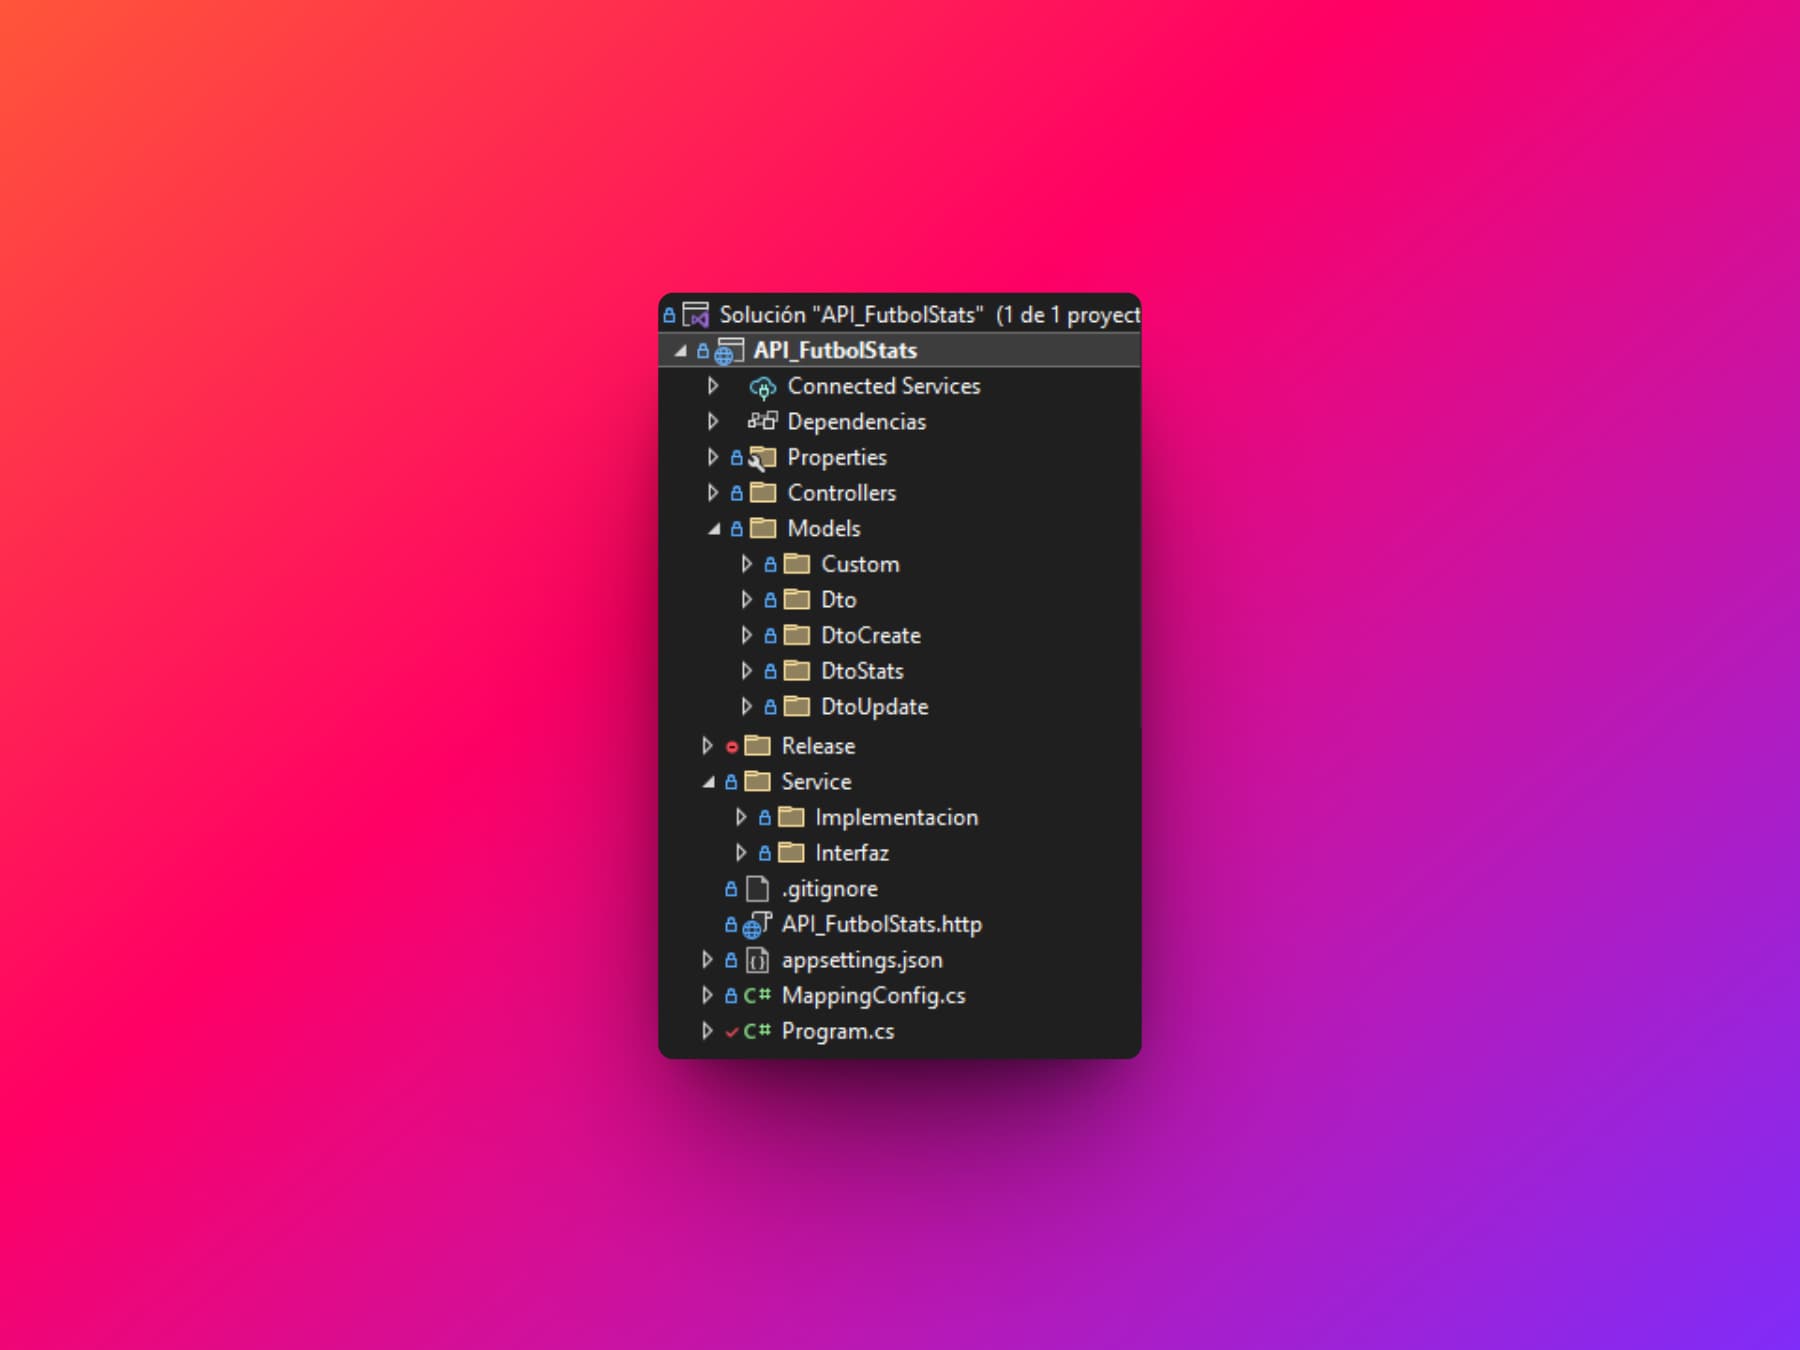 Solución "API_FutbolStats" (1 de 1 proyect
API_FutbolStats
Connected Services
Dependencias
Properties
Controllers
Models
Custom
Dto
DtoCreate
DtoStats
DtoUpdate
Release
Service
Implementacion
Interfaz
.gitignore
API_FutbolStats.http
appsettings.json
C# MappingConfig.cs
C# Program.cs